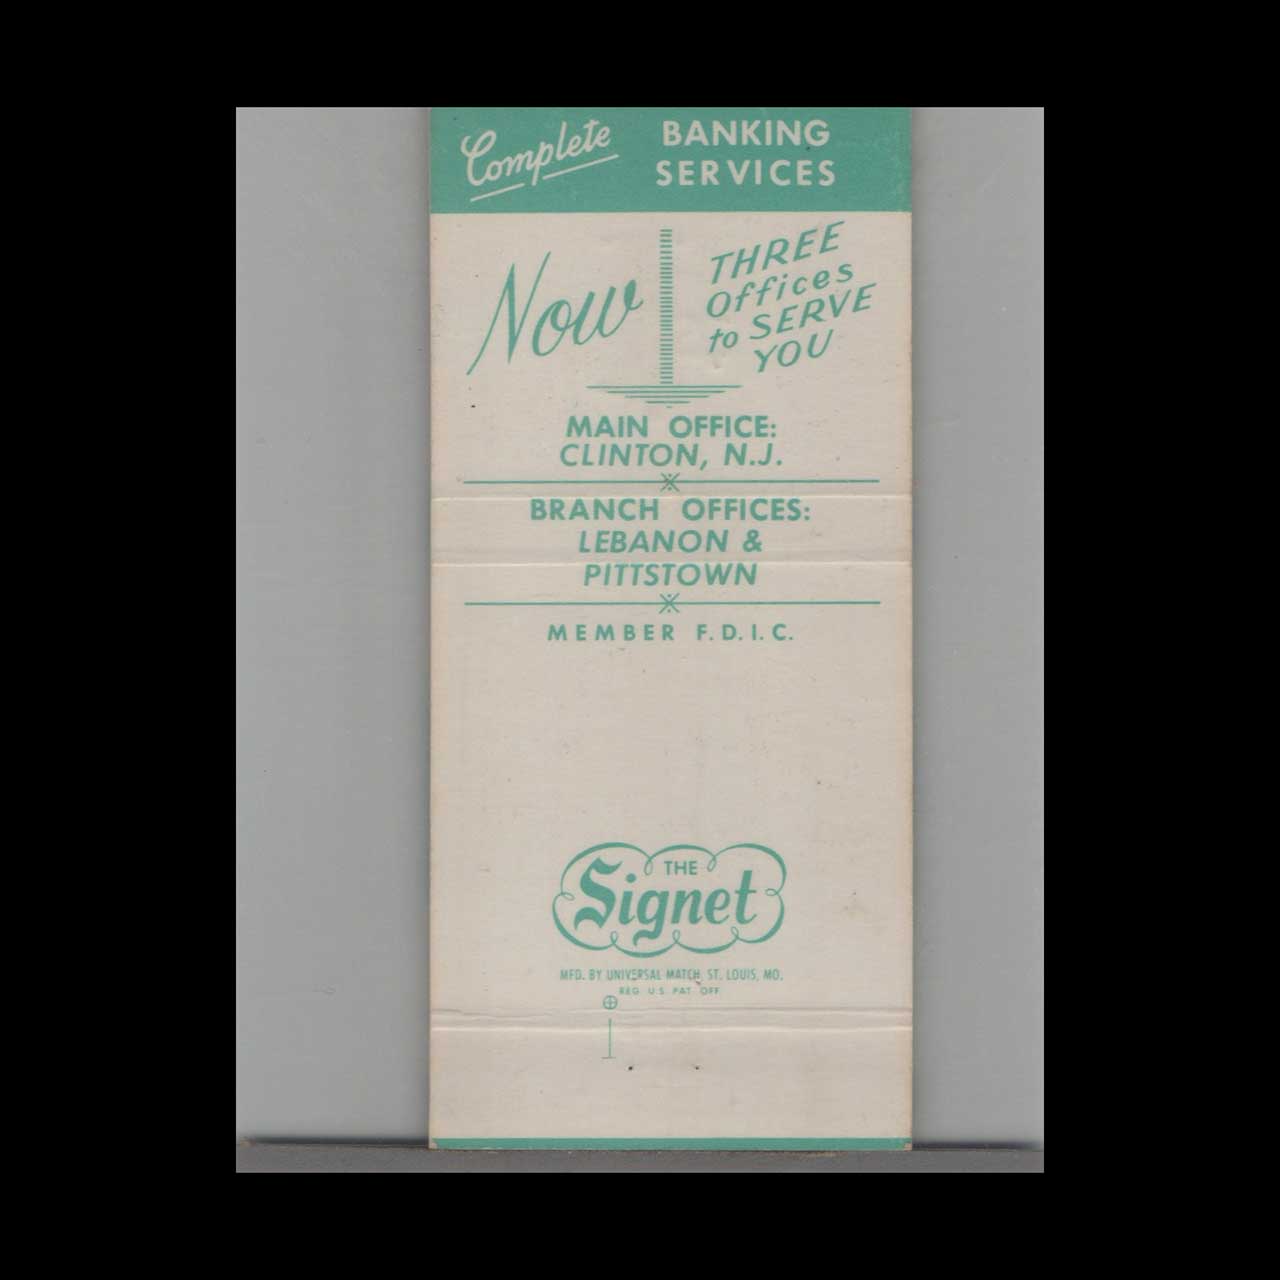 Complete BANKING
SERVICES
Now THREE
Offices
to SERVE
YOU
MAIN OFFICE:
CLINTON, N.J.
BRANCH OFFICES:
LEBANON &
PITTSTOWN
MEMBER F.D.I.C.
THE
Signet
MFD. BY UNIVERSAL MATCH, ST. LOUIS, MO.
REG. U.S. PAT. OFF.